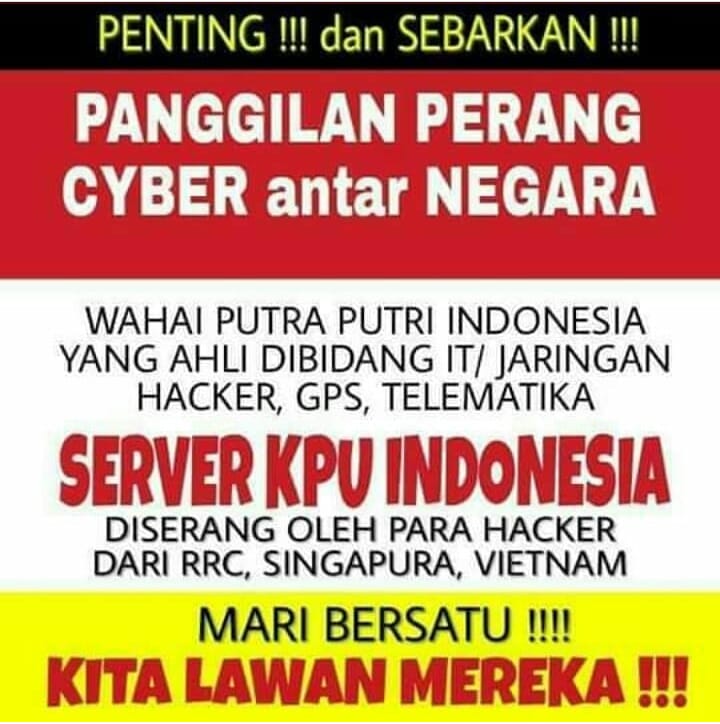 PENTING !!! dan SEBARKAN !!!
PANGGILAN PERANG
CYBER antar NEGARA
WAHAI PUTRA PUTRI INDONESIA
YANG AHLI DIBIDANG IT/ JARINGAN
HACKER, GPS, TELEMATIKA
SERVER KPU INDONESIA
DISERANG OLEH PARA HACKER
DARI RRC, SINGAPURA, VIETNAM
MARI BERSATU !!!!
KITA LAWAN MEREKA !!!